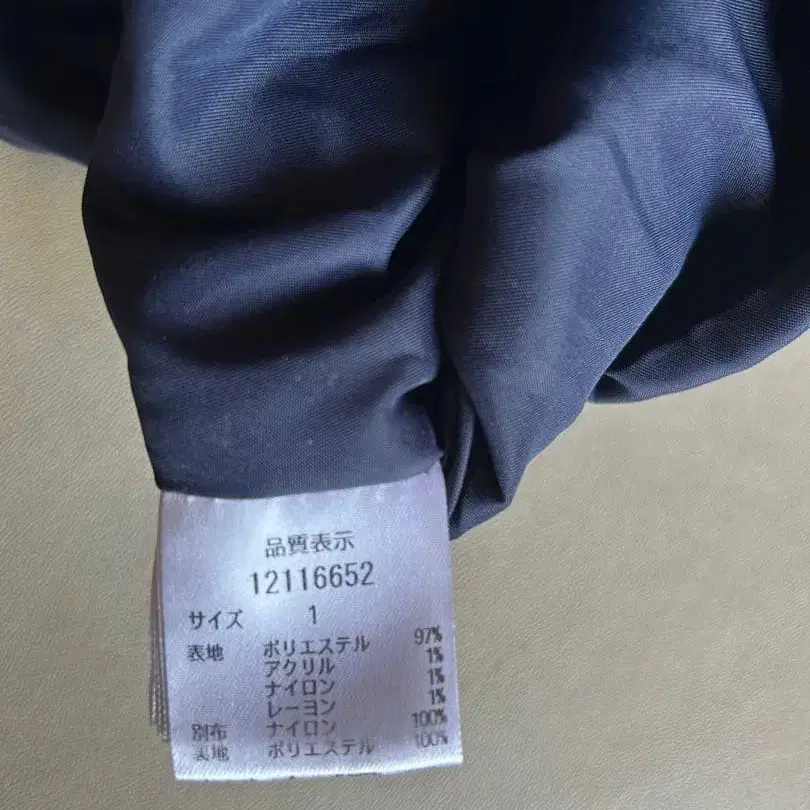 品質表示
12116652
サイズ 1
表地 ポリエステル 97%
アクリル 1%
ナイロン 1%
レーヨン 1%
別布 ナイロン 100%
表地 ポリエステル 100%